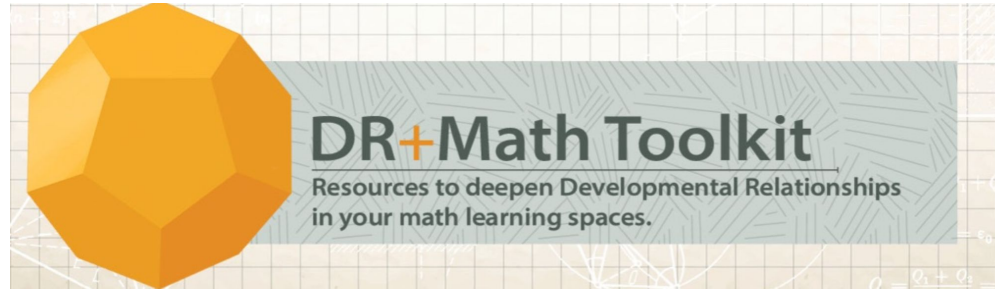 DR+Math Toolkit
Resources to deepen Developmental Relationships
in your math learning spaces.